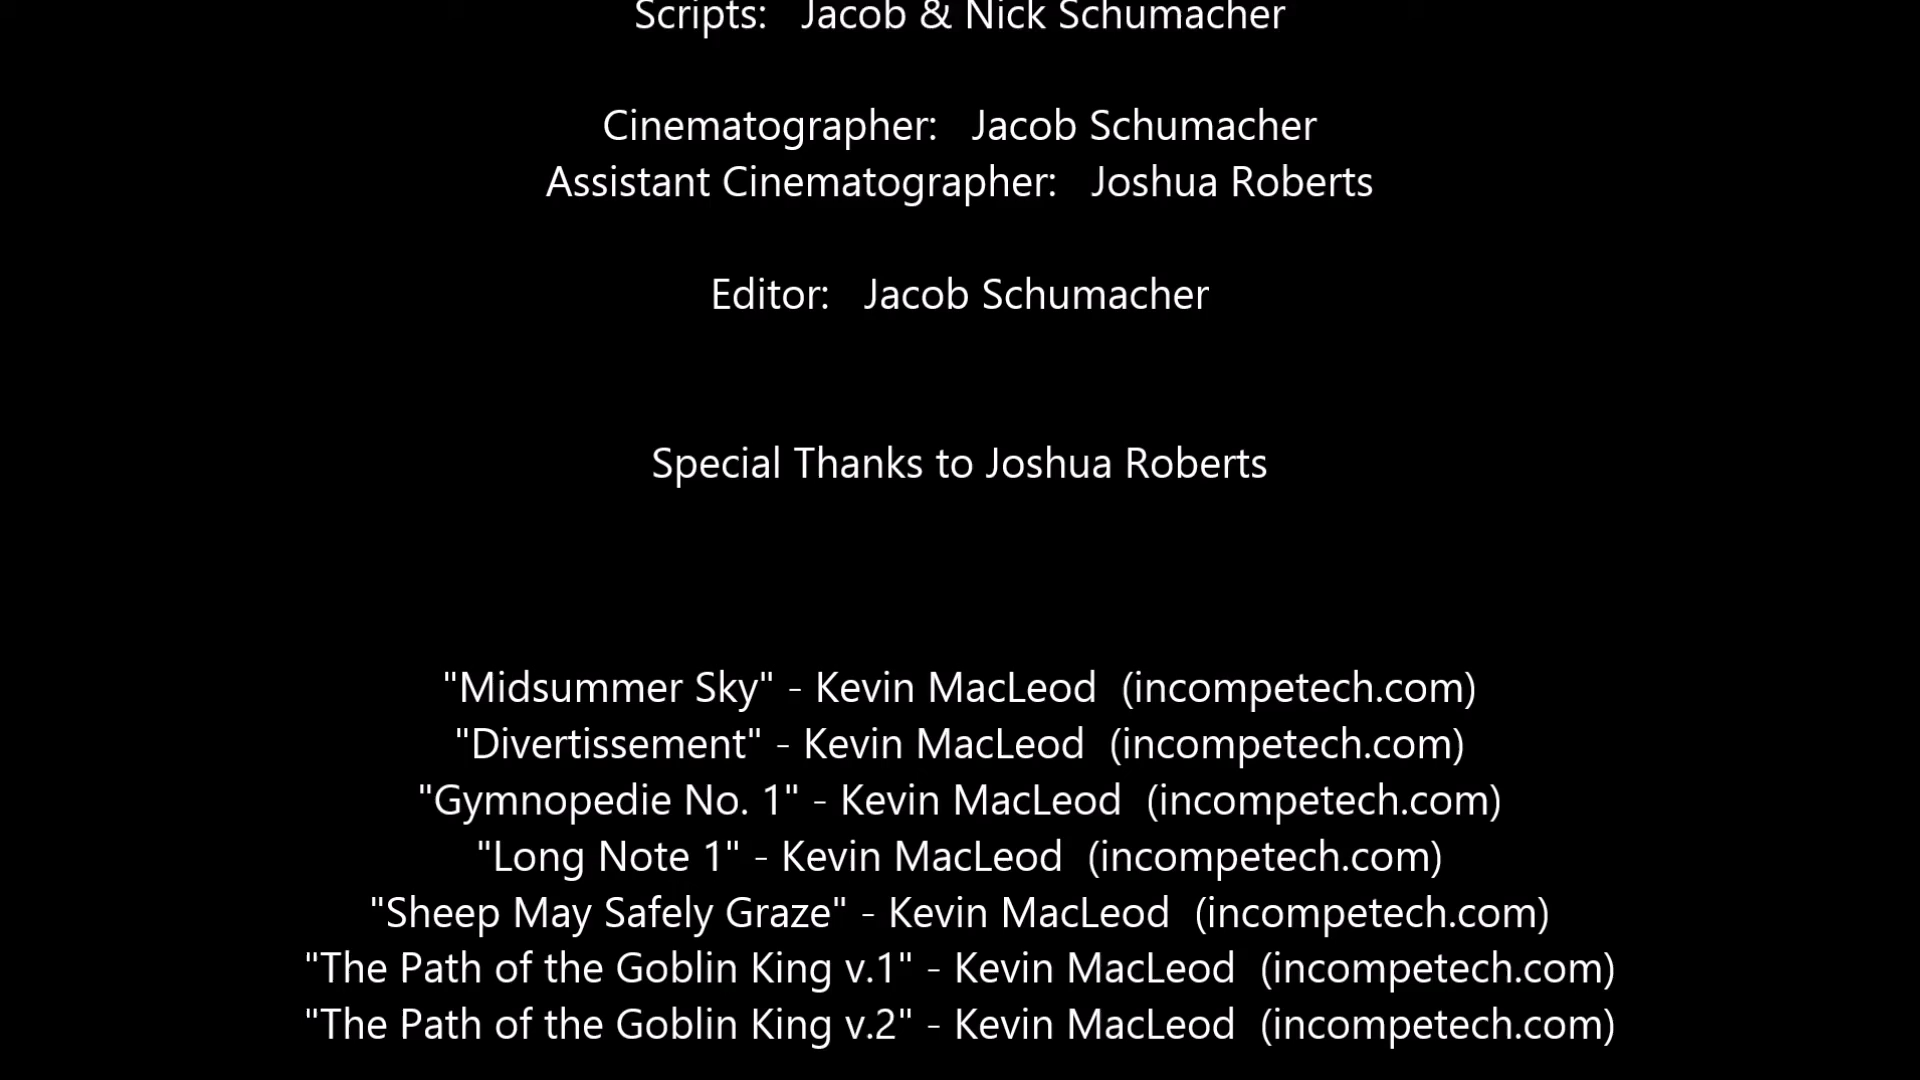 Scripts:   Jacob & Nick Schumacher
Cinematographer:   Jacob Schumacher
Assistant Cinematographer:   Joshua Roberts
Editor:   Jacob Schumacher
Special Thanks to Joshua Roberts
"Midsummer Sky" - Kevin MacLeod  (incompetech.com)
"Divertissement" - Kevin MacLeod  (incompetech.com)
"Gymnopedie No. 1" - Kevin MacLeod  (incompetech.com)
"Long Note 1" - Kevin MacLeod  (incompetech.com)
"Sheep May Safely Graze" - Kevin MacLeod  (incompetech.com)
"The Path of the Goblin King v.1" - Kevin MacLeod  (incompetech.com)
"The Path of the Goblin King v.2" - Kevin MacLeod  (incompetech.com)